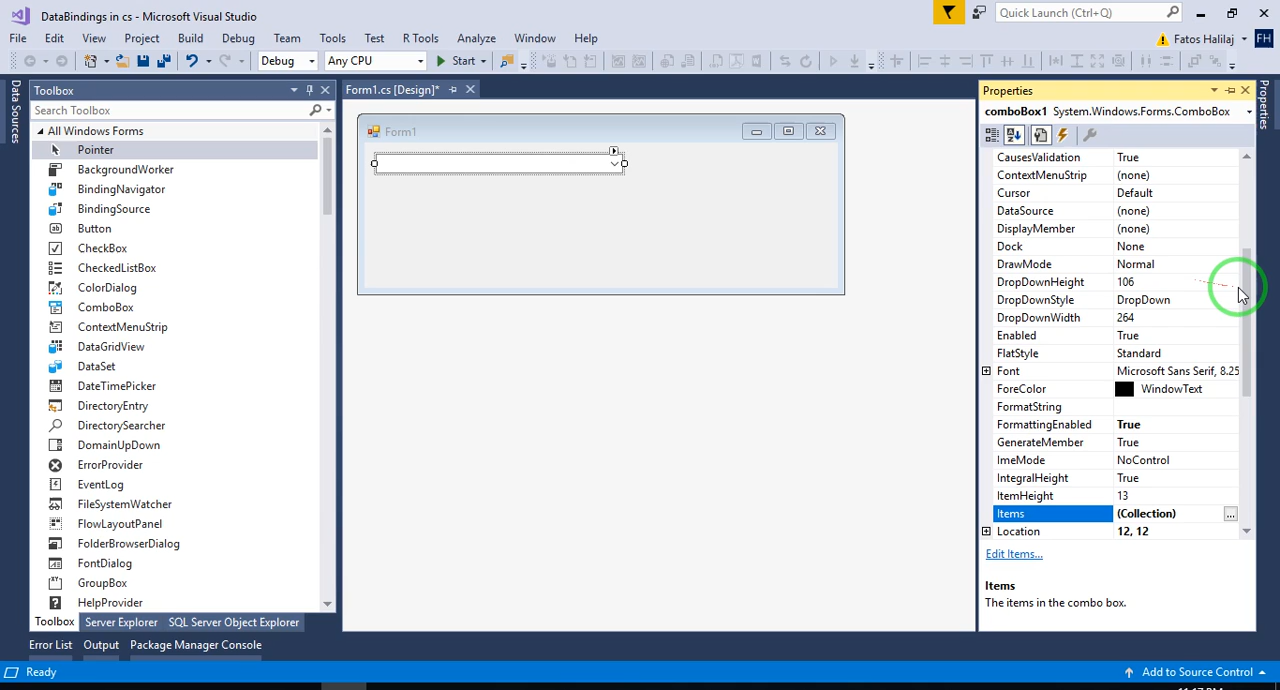 DataBindings in cs - Microsoft Visual Studio
Quick Launch (Ctrl+Q)
File Edit View Project Build Debug Team Tools Test R Tools Analyze Window Help
Fatos Halilaj FH
Debug Any CPU Start
Data Sources
Toolbox
Search Toolbox
All Windows Forms
Pointer
BackgroundWorker
BindingNavigator
BindingSource
Button
CheckBox
CheckedListBox
ColorDialog
ComboBox
ContextMenuStrip
DataGridView
DataSet
DateTimePicker
DirectoryEntry
DirectorySearcher
DomainUpDown
ErrorProvider
EventLog
FileSystemWatcher
FlowLayoutPanel
FolderBrowserDialog
FontDialog
GroupBox
HelpProvider
Toolbox Server Explorer SQL Server Object Explorer
Form1.cs [Design]*
Form1
Properties
comboBox1 System.Windows.Forms.ComboBox
CausesValidation True
ContextMenuStrip (none)
Cursor Default
DataSource (none)
DisplayMember (none)
Dock None
DrawMode Normal
DropDownHeight 106
DropDownStyle DropDown
DropDownWidth 264
Enabled True
FlatStyle Standard
Font Microsoft Sans Serif, 8.25
ForeColor WindowText
FormatString
FormattingEnabled True
GenerateMember True
ImeMode NoControl
IntegralHeight True
ItemHeight 13
Items (Collection) ...
Location 12, 12
Edit Items...
Items
The items in the combo box.
Properties
Error List Output Package Manager Console
Ready
Add to Source Control